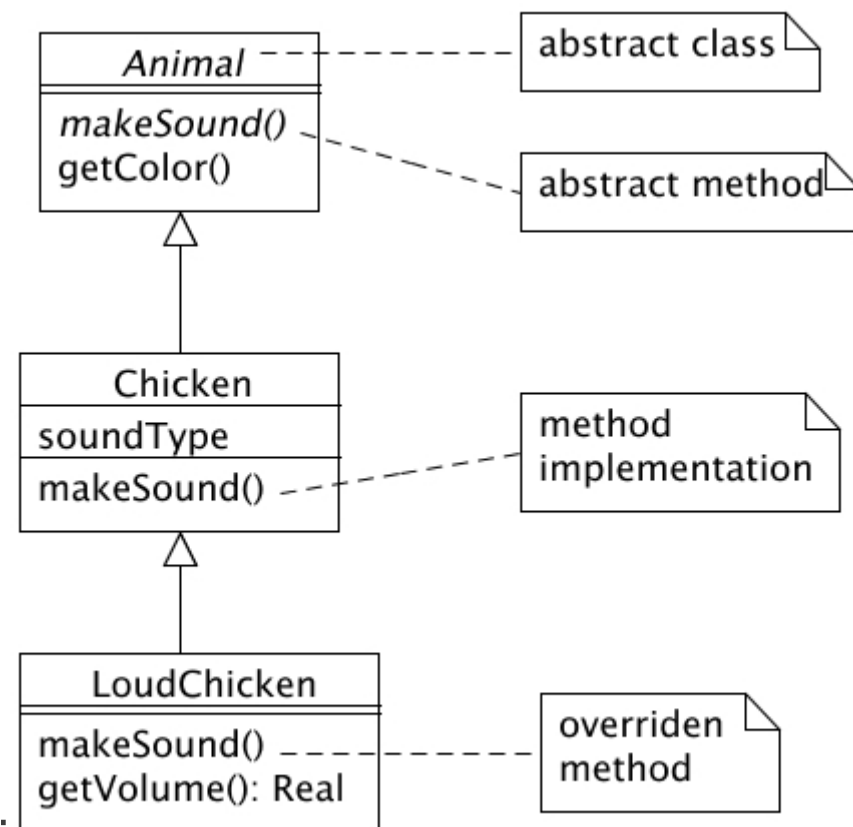 Animal
abstract class
makeSound()
getColor()
abstract method
Chicken
soundType
makeSound()
method
implementation
LoudChicken
makeSound()
getVolume(): Real
overriden
method